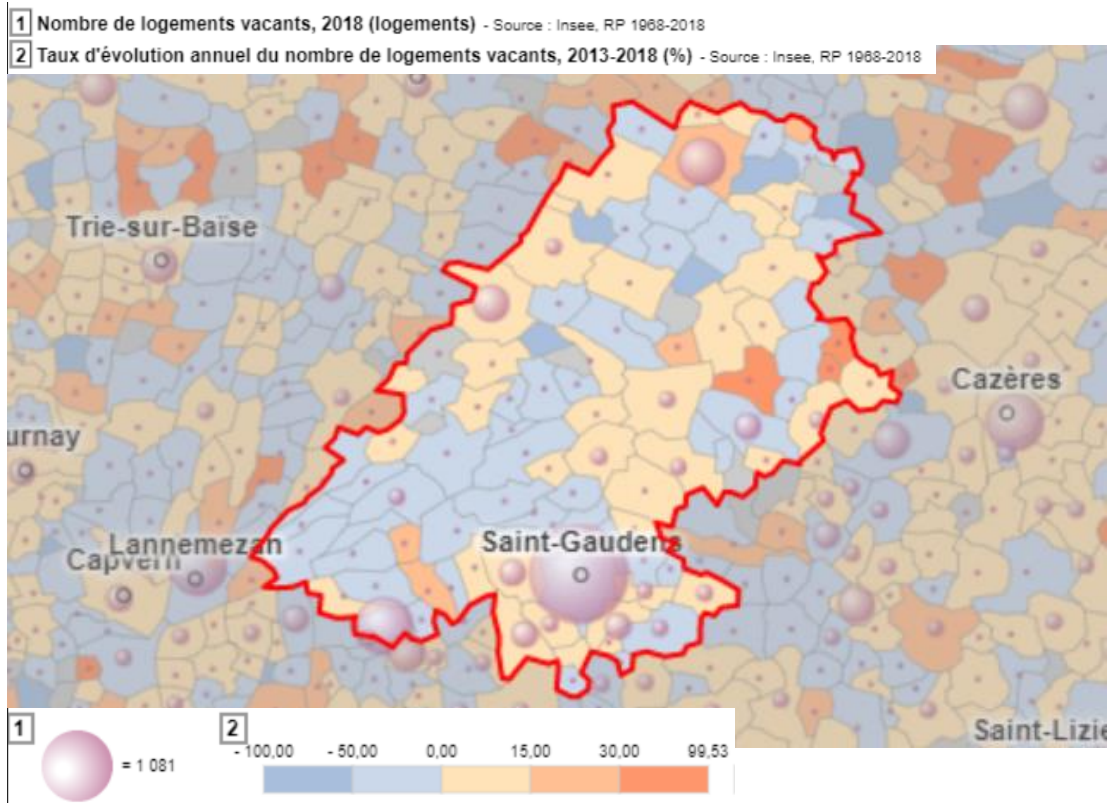 1 Nombre de logements vacants, 2018 (logements) - Source : Insee, RP 1968-2018
2 Taux d'évolution annuel du nombre de logements vacants, 2013-2018 (%) - Source : Insee, RP 1968-2018
Trie-sur-Baïse
Cazères
urnay
Saint-Gaudens
Lannemezan
Capvern
Saint-Lizie
1 2
- 100,00 - 50,00 0,00 15,00 30,00 99,53
= 1 081